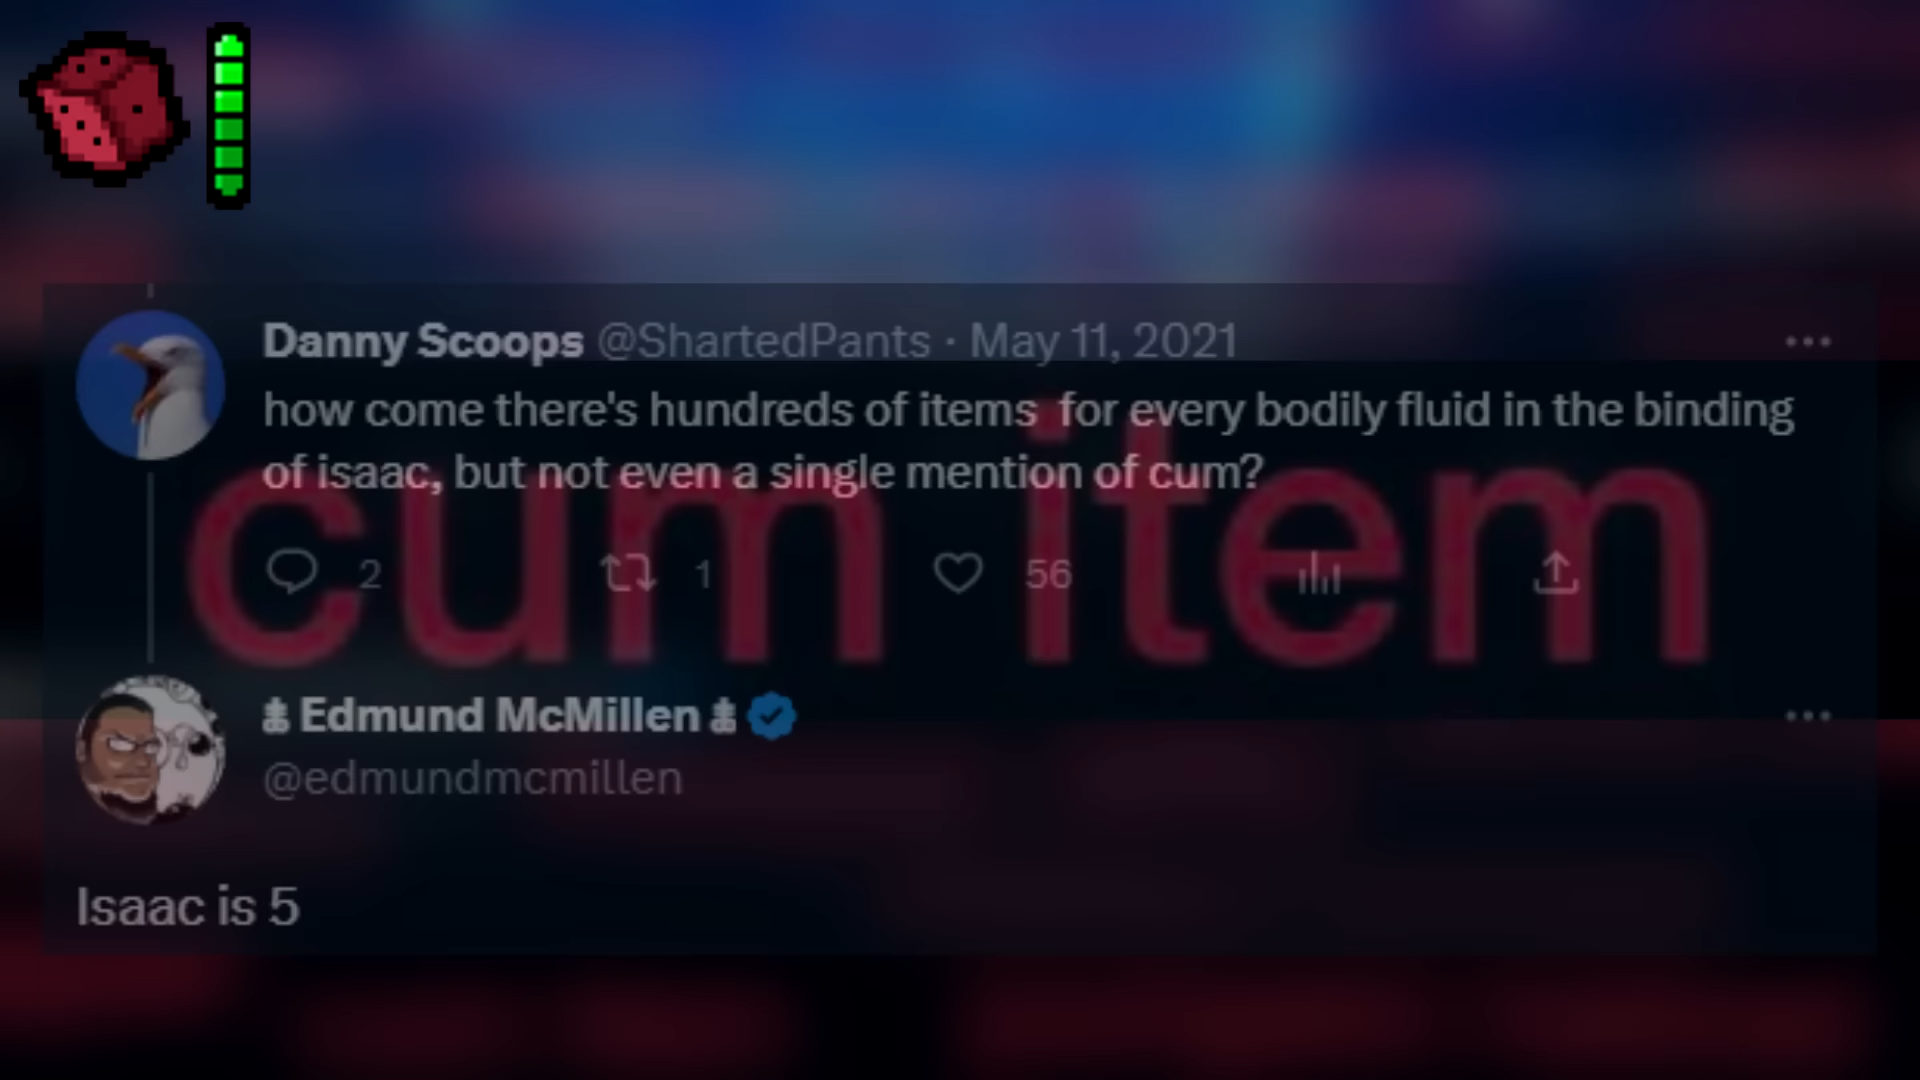 Danny Scoops @ShartedPants · May 11, 2021
how come there's hundreds of items for every bodily fluid in the binding
of isaac, but not even a single mention of cum?
cum item
2 1 56
Edmund McMillen
@edmundmcmillen
Isaac is 5